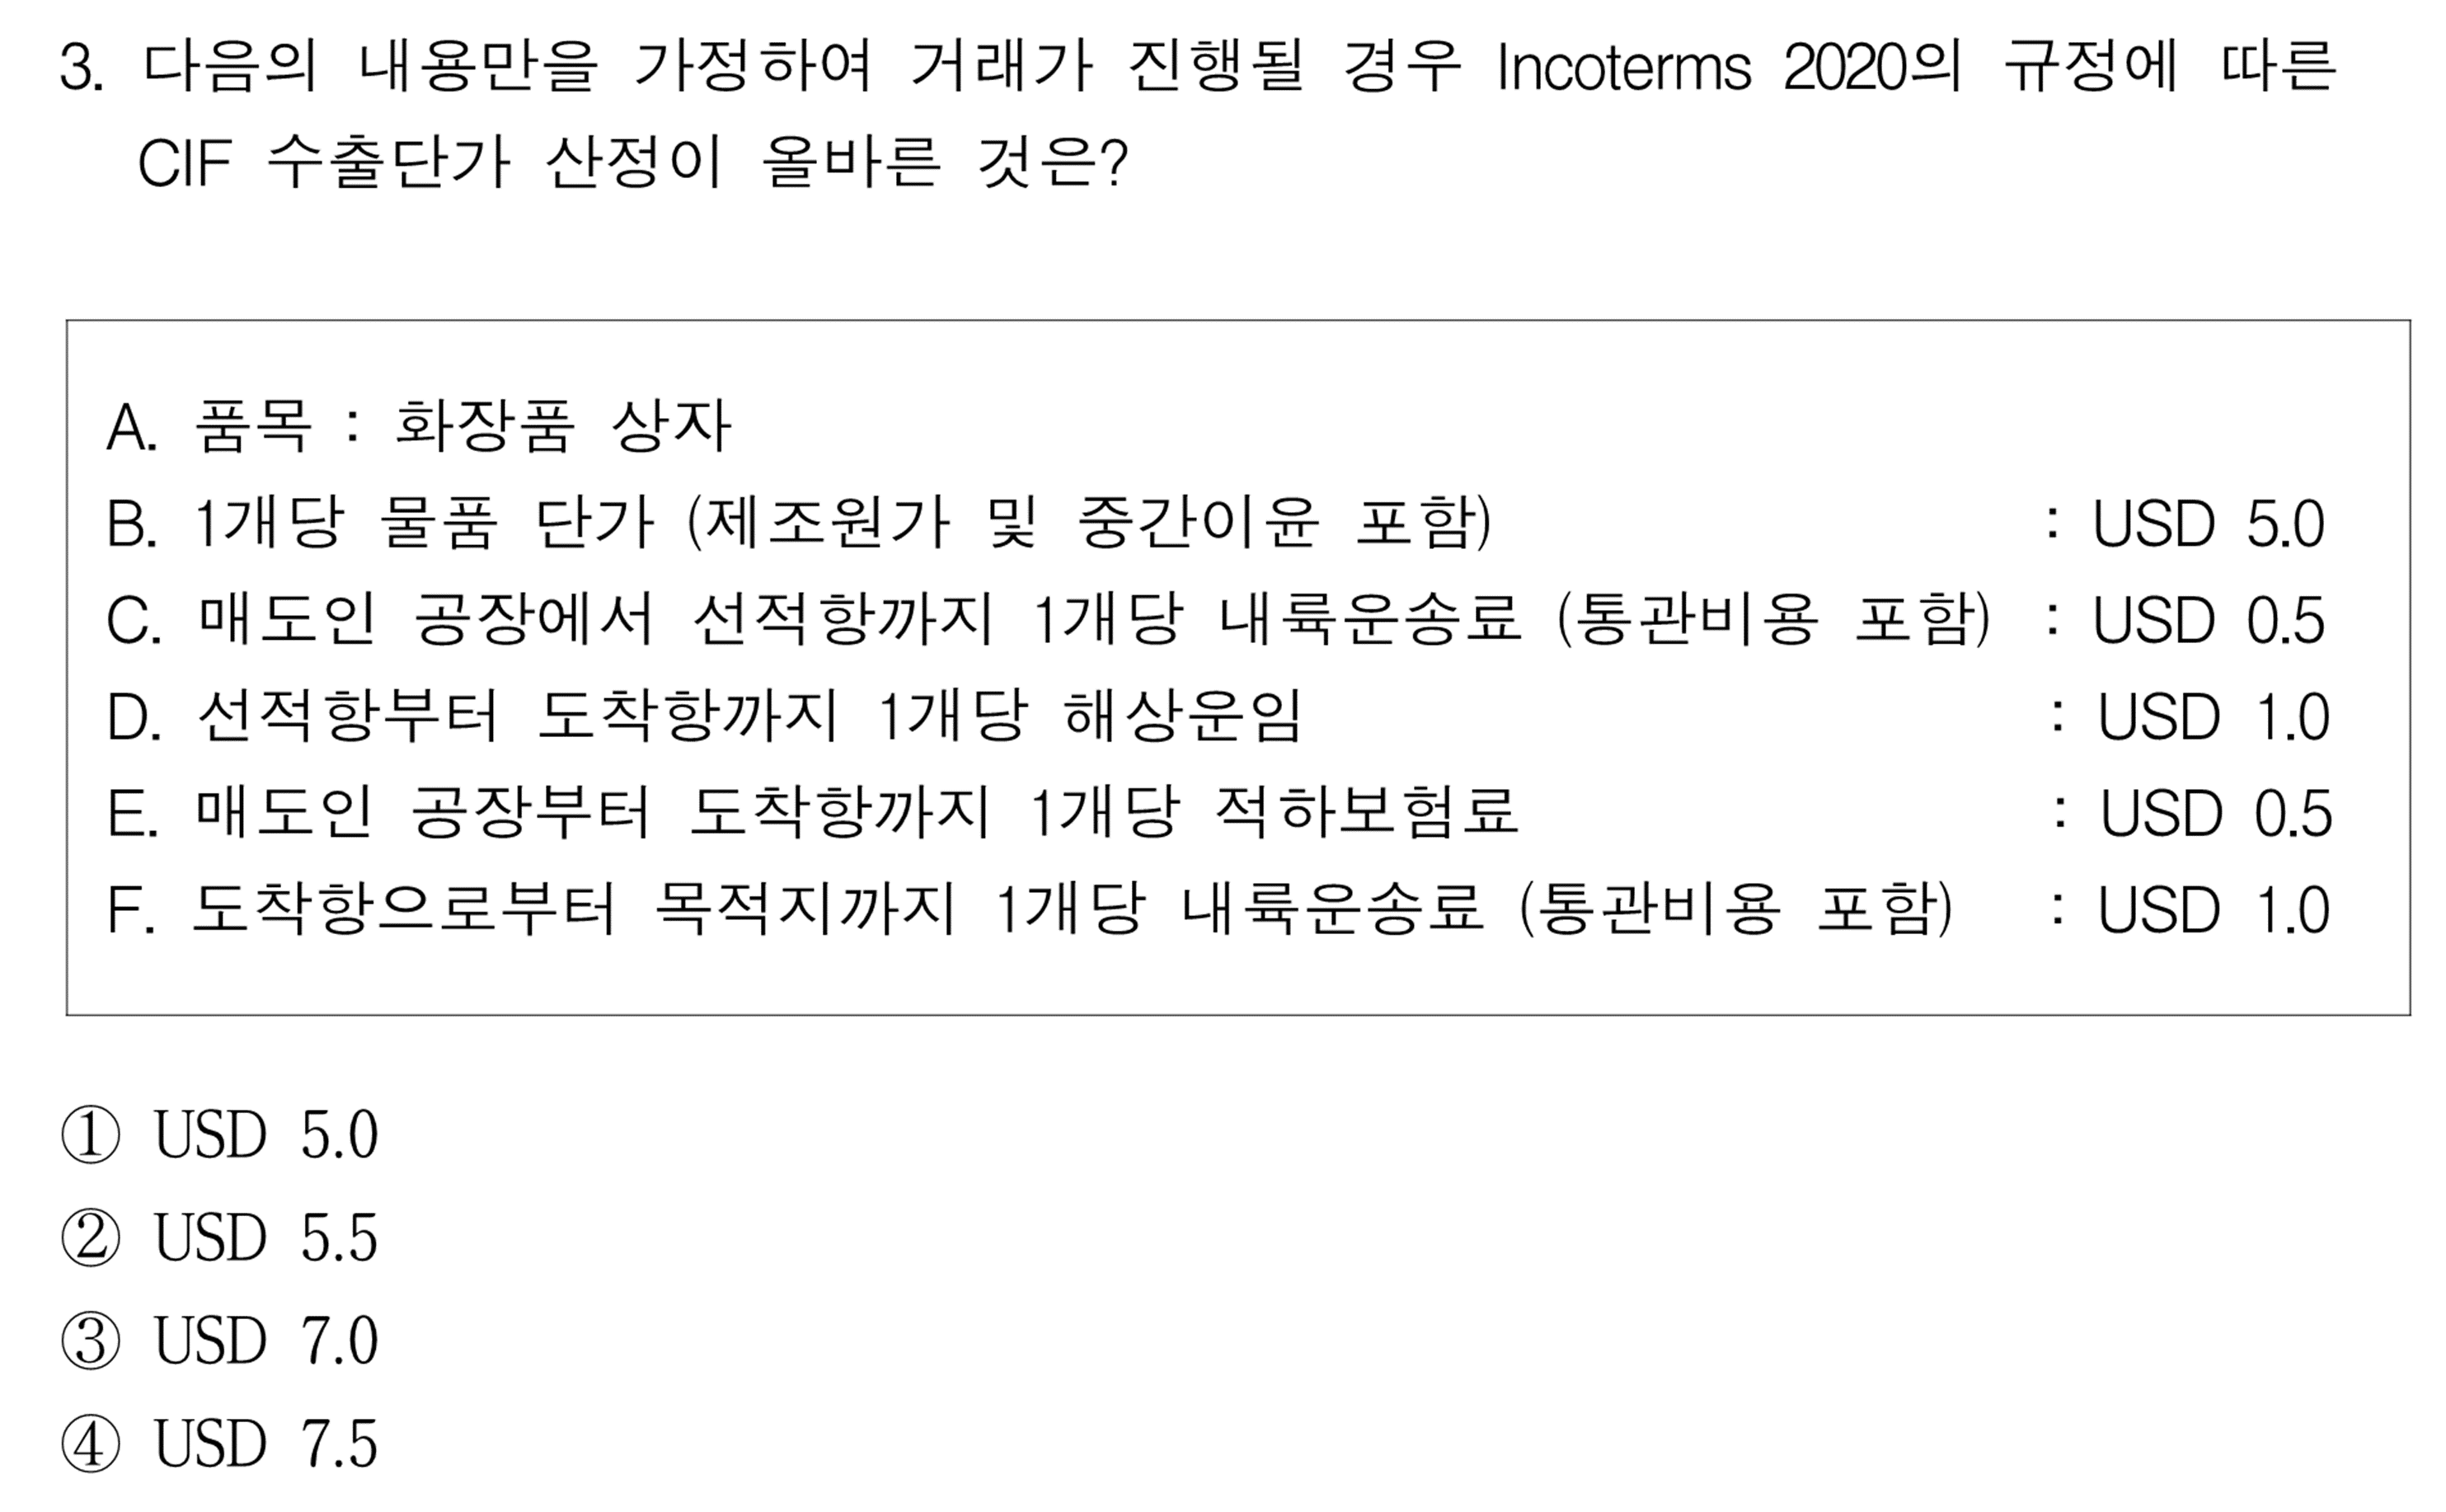 3. 다음의 내용만을 가정하여 거래가 진행될 경우 Incoterms 2020의 규정에 따른
CIF 수출단가 산정이 올바른 것은?
A. 품목 : 화장품 상자
B. 1개당 물품 단가 (제조원가 및 중간이윤 포함) : USD 5.0
C. 매도인 공장에서 선적항까지 1개당 내륙운송료 (통관비용 포함) : USD 0.5
D. 선적항부터 도착항까지 1개당 해상운임 : USD 1.0
E. 매도인 공장부터 도착항까지 1개당 적하보험료 : USD 0.5
F. 도착항으로부터 목적지까지 1개당 내륙운송료 (통관비용 포함) : USD 1.0
① USD 5.0
② USD 5.5
③ USD 7.0
④ USD 7.5